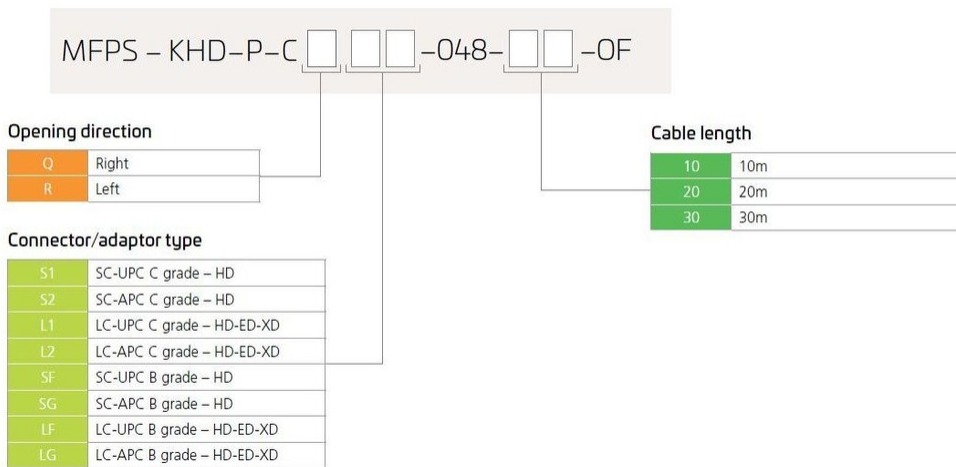 MFPS – KHD–P–C –048– –OF
Opening direction
Q Right
R Left
Connector/adaptor type
S1 SC-UPC C grade – HD
S2 SC-APC C grade – HD
L1 LC-UPC C grade – HD-ED-XD
L2 LC-APC C grade – HD-ED-XD
SF SC-UPC B grade – HD
SG SC-APC B grade – HD
LF LC-UPC B grade – HD-ED-XD
LG LC-APC B grade – HD-ED-XD
Cable length
10 10m
20 20m
30 30m